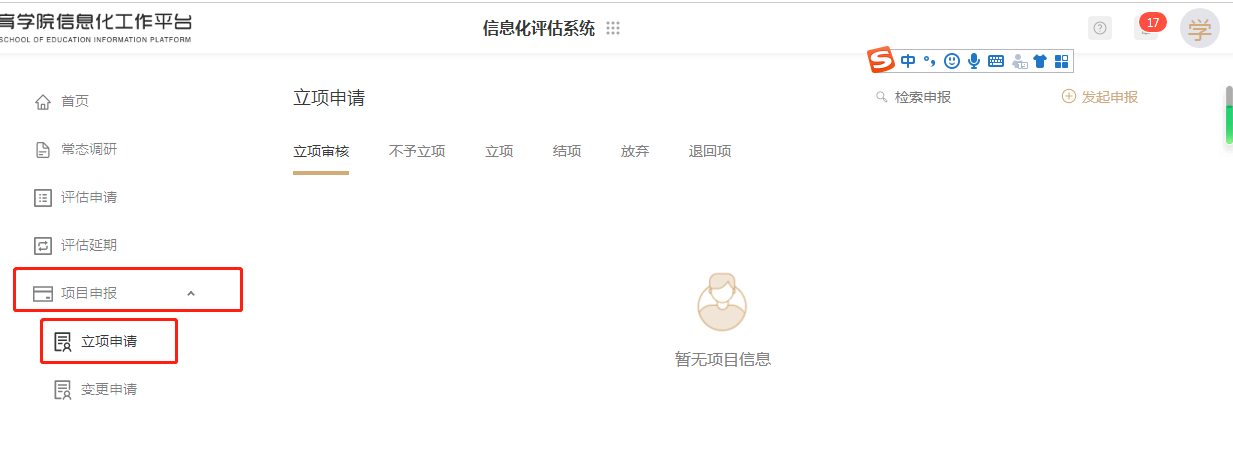 育学院信息化工作平台
SCHOOL OF EDUCATION INFORMATION PLATFORM
信息化评估系统
17
学
中
首页
常态调研
评估申请
评估延期
项目申报
立项申请
变更申请
立项申请
检索申报
发起申报
立项审核 不予立项 立项 结项 放弃 退回项
暂无项目信息